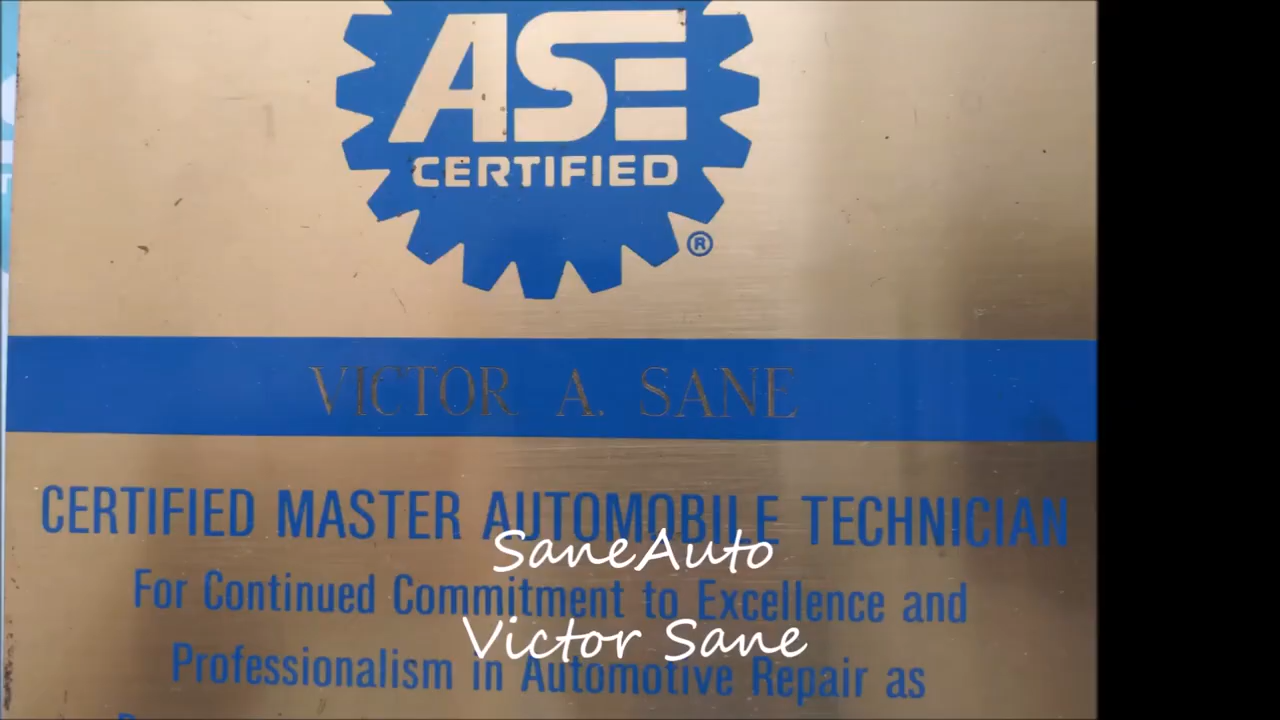 ASE
CERTIFIED
®
VICTOR A. SANE
CERTIFIED MASTER AUTOMOBILE TECHNICIAN
SaneAuto
For Continued Commitment to Excellence and
Victor Sane
Professionalism in Automotive Repair as